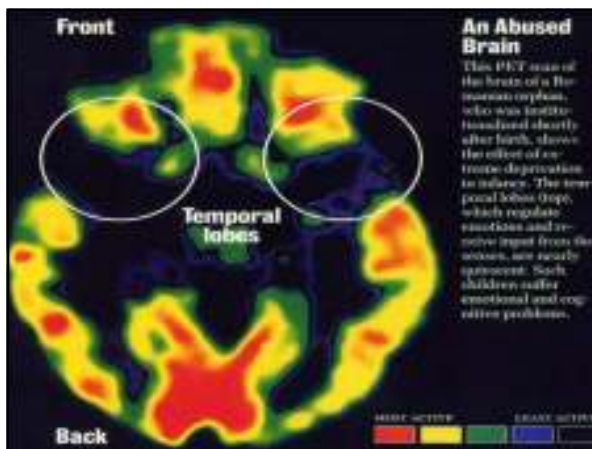 Front
An Abused
Brain
This PET scan of
the brain of a Ro-
manian orphan,
who was institu-
tionalized shortly
after birth, shows
the effect of ex-
treme deprivation
in infancy. The tem-
poral lobes (top),
which regulate
emotions and re-
ceive input from the
senses, are nearly
quiescent. Such
children suffer
emotional and cog-
nitive problems.
Temporal
lobes
Back
MOST ACTIVE
LEAST ACTIVE